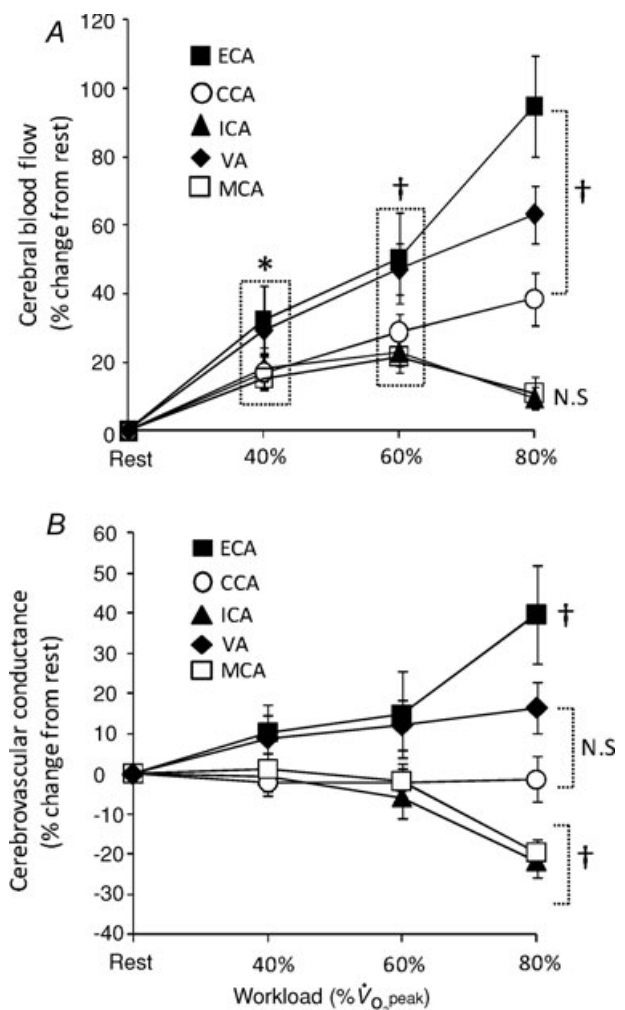 A
120
100
80
60
40
20
0
Cerebral blood flow
(% change from rest)
ECA
CCA
ICA
VA
MCA
*
†
†
N.S
Rest 40% 60% 80%
B
60
50
40
30
20
10
0
-10
-20
-30
-40
Cerebrovascular conductance
(% change from rest)
ECA
CCA
ICA
VA
MCA
†
N.S
†
Rest 40% 60% 80%
Workload (%V̇O₂peak)